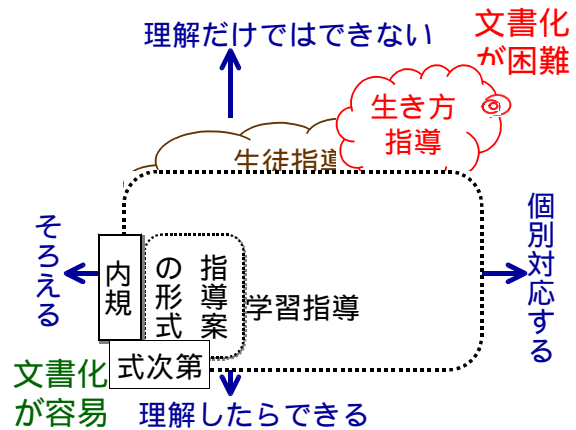 文書化
が困難
理解だけではできない
生き方
指導
生徒指導
そろえる
個別対応する
内規
指導案
の形式
学習指導
式次第
文書化
が容易
理解したらできる